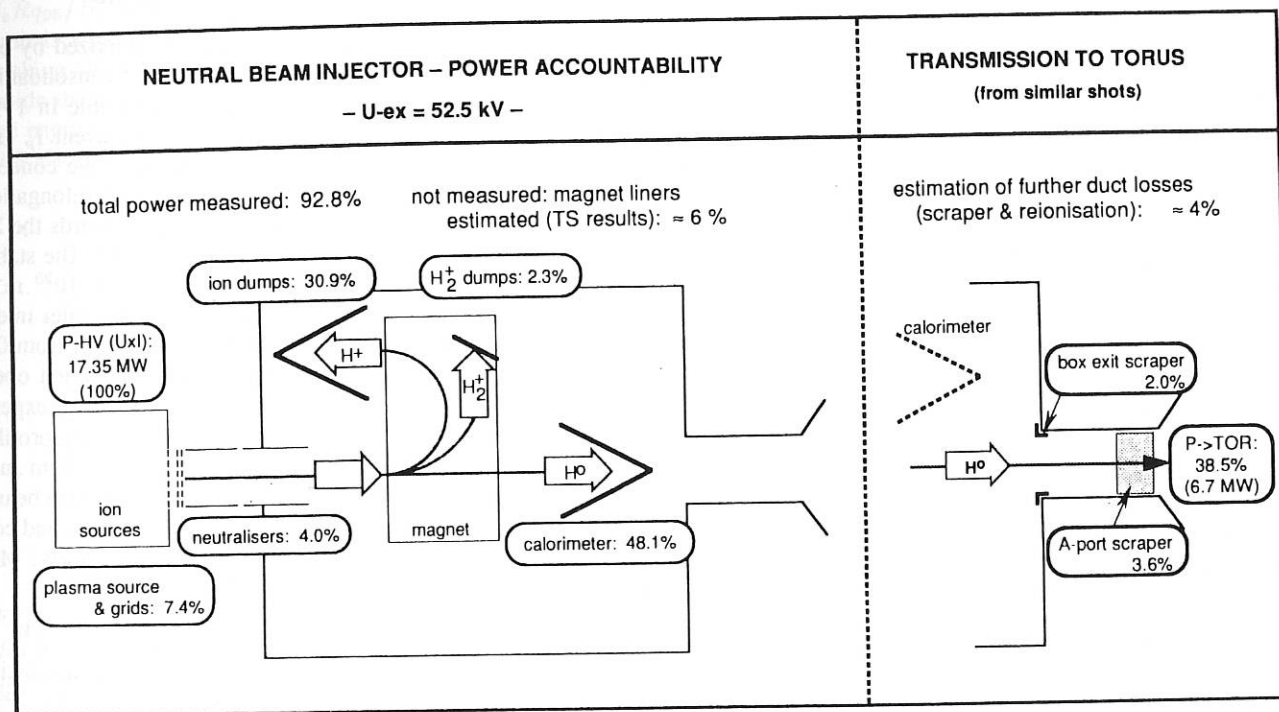 NEUTRAL BEAM INJECTOR – POWER ACCOUNTABILITY
– U-ex = 52.5 kV –
TRANSMISSION TO TORUS
(from similar shots)
total power measured: 92.8%
not measured: magnet liners
estimated (TS results): ≈ 6 %
estimation of further duct losses
(scraper & reionisation): ≈ 4%
ion dumps: 30.9%
H₂⁺ dumps: 2.3%
P-HV (UxI):
17.35 MW
(100%)
H+
H₂⁺
H⁰
ion
sources
neutralisers: 4.0%
magnet
calorimeter: 48.1%
plasma source
& grids: 7.4%
calorimeter
box exit scraper
2.0%
H⁰
P->TOR:
38.5%
(6.7 MW)
A-port scraper
3.6%